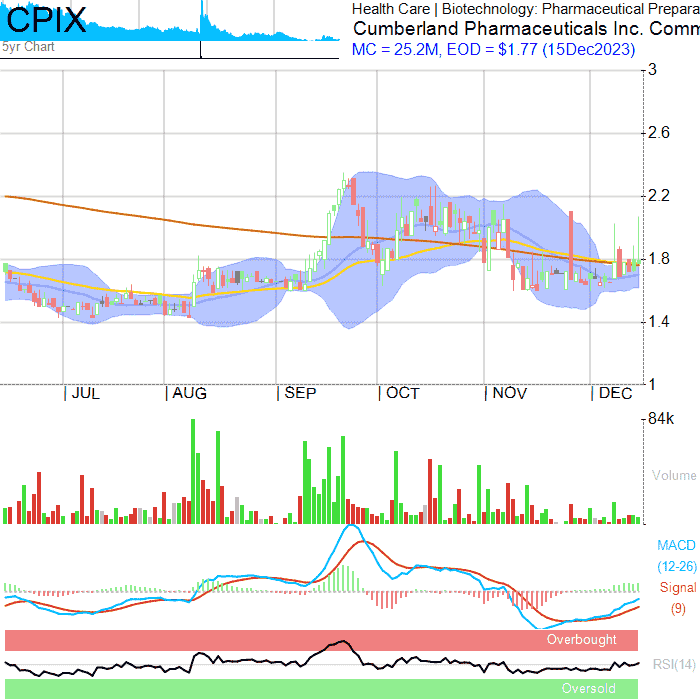 CPIX
5yr Chart
Health Care | Biotechnology: Pharmaceutical Prepara
Cumberland Pharmaceuticals Inc. Comm
MC = 25.2M, EOD = $1.77 (15Dec2023)
3
2.6
2.2
1.8
1.4
1
| JUL | AUG | SEP | OCT | NOV | DEC
84k
Volume
MACD
(12-26)
Signal
(9)
Overbought
RSI(14)
Oversold